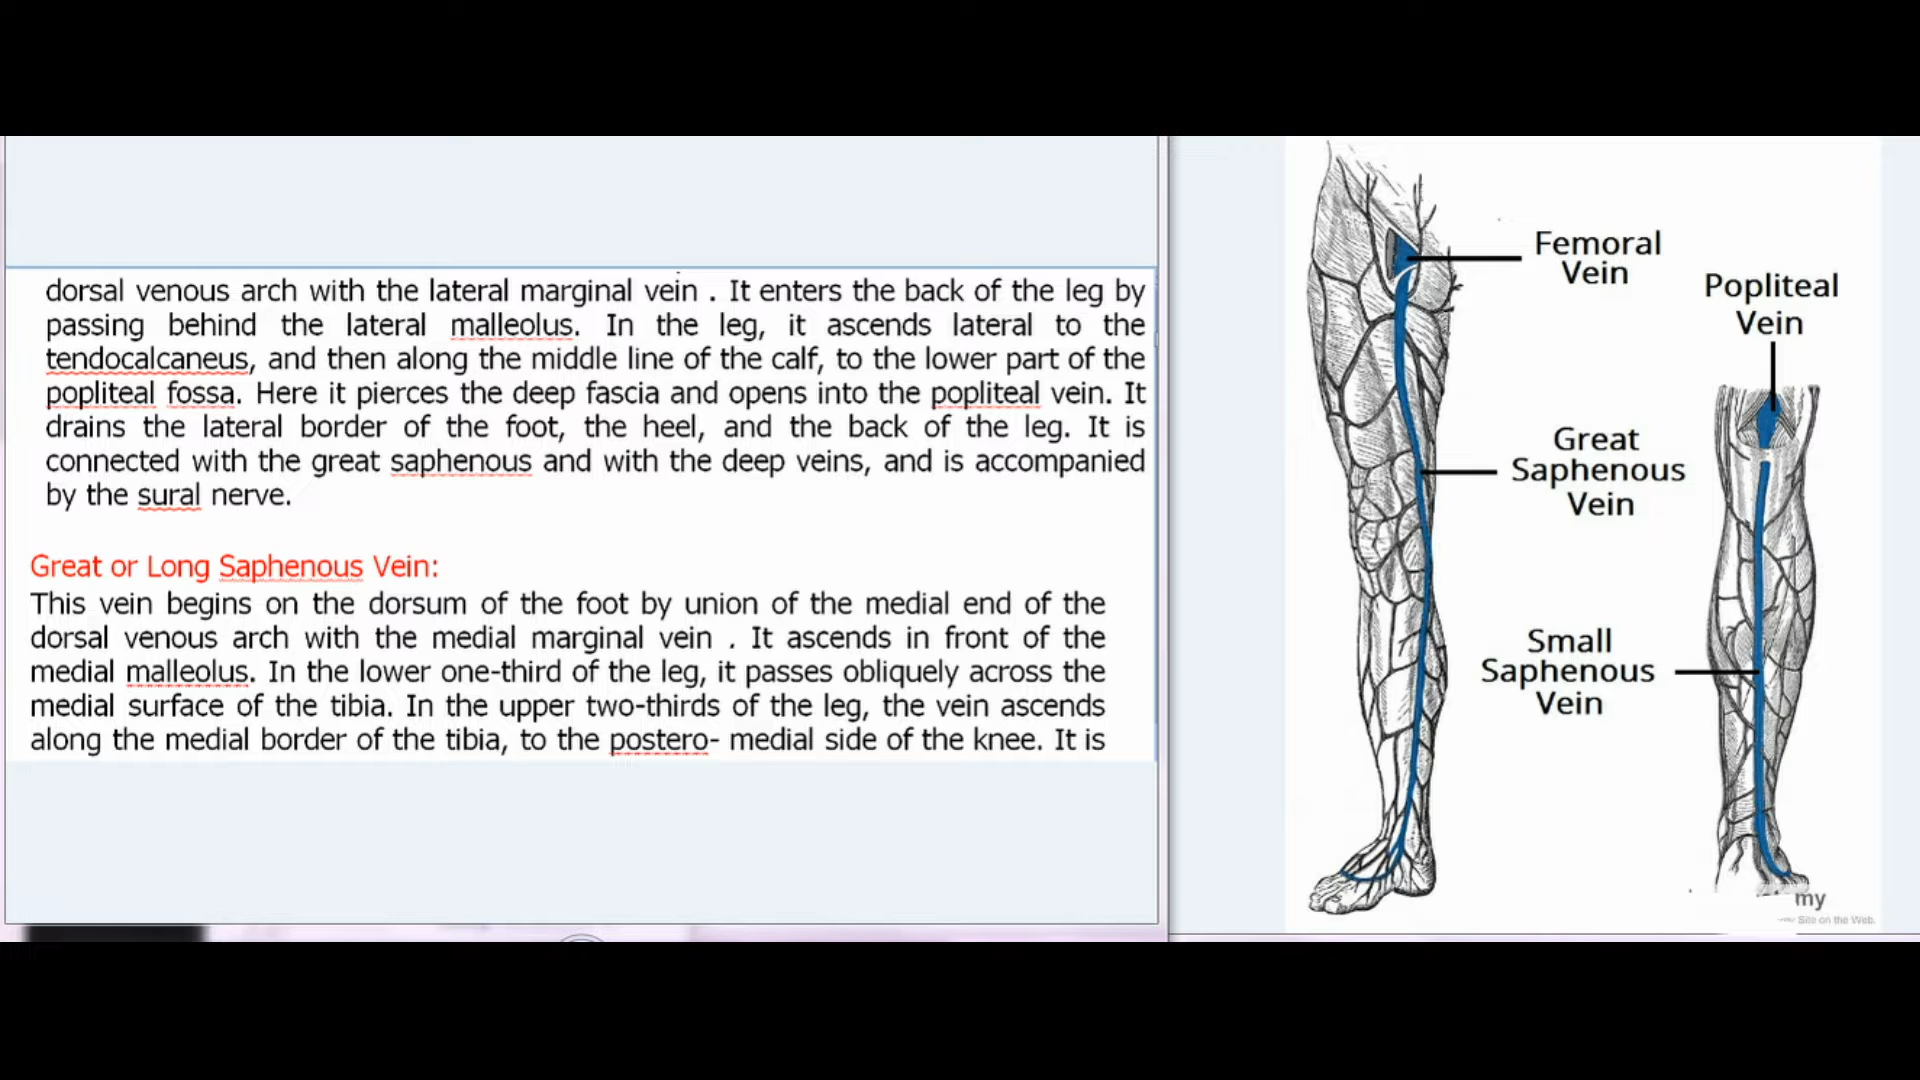 dorsal venous arch with the lateral marginal vein . It enters the back of the leg by
passing behind the lateral malleolus. In the leg, it ascends lateral to the
tendocalcaneus, and then along the middle line of the calf, to the lower part of the
popliteal fossa. Here it pierces the deep fascia and opens into the popliteal vein. It
drains the lateral border of the foot, the heel, and the back of the leg. It is
connected with the great saphenous and with the deep veins, and is accompanied
by the sural nerve.
Great or Long Saphenous Vein:
This vein begins on the dorsum of the foot by union of the medial end of the
dorsal venous arch with the medial marginal vein . It ascends in front of the
medial malleolus. In the lower one-third of the leg, it passes obliquely across the
medial surface of the tibia. In the upper two-thirds of the leg, the vein ascends
along the medial border of the tibia, to the postero- medial side of the knee. It is
Femoral
Vein
Popliteal
Vein
Great
Saphenous
Vein
Small
Saphenous
Vein
my
Site on the Web.